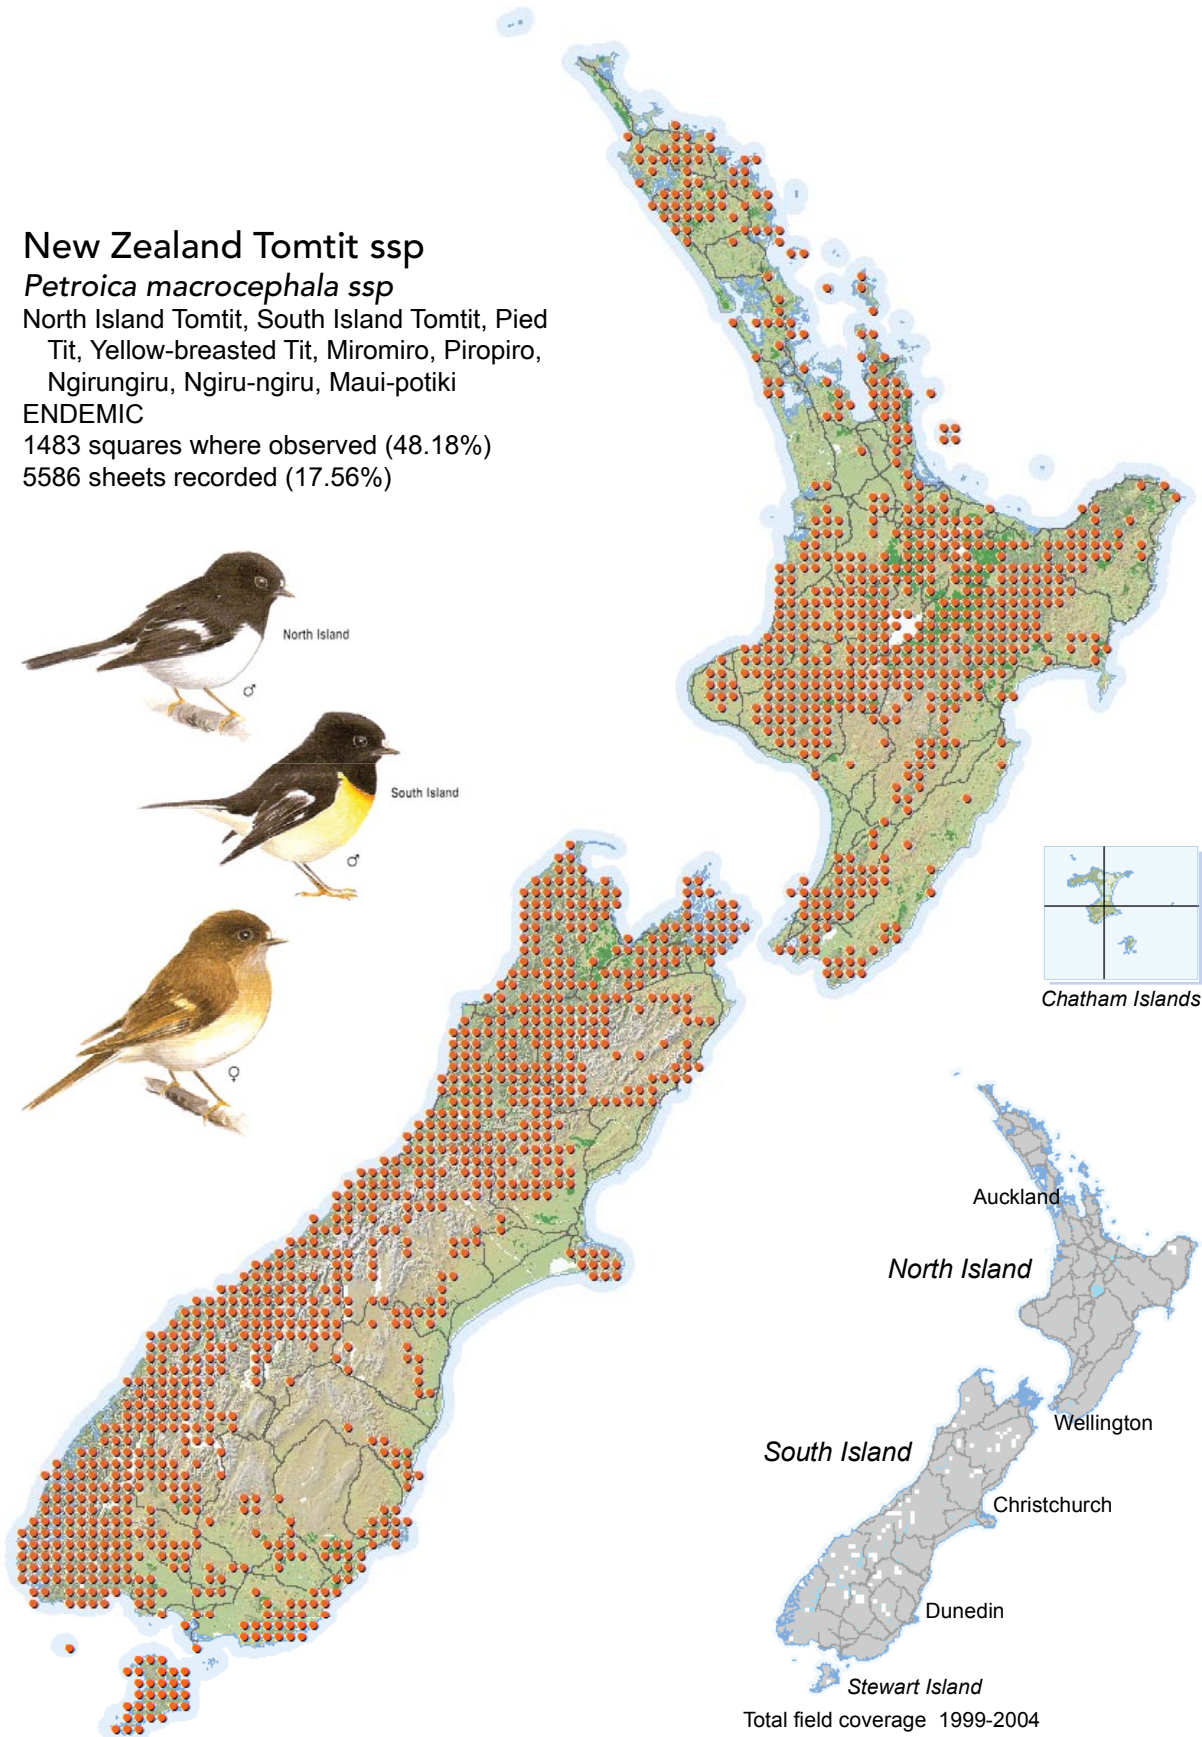 New Zealand Tomtit ssp
Petroica macrocephala ssp
North Island Tomtit, South Island Tomtit, Pied
Tit, Yellow-breasted Tit, Miromiro, Piropiro,
Ngirungiru, Ngiru-ngiru, Maui-potiki
ENDEMIC
1483 squares where observed (48.18%)
5586 sheets recorded (17.56%)
North Island
♂
South Island
♂
♀
Chatham Islands
Auckland
North Island
Wellington
South Island
Christchurch
Dunedin
Stewart Island
Total field coverage 1999-2004